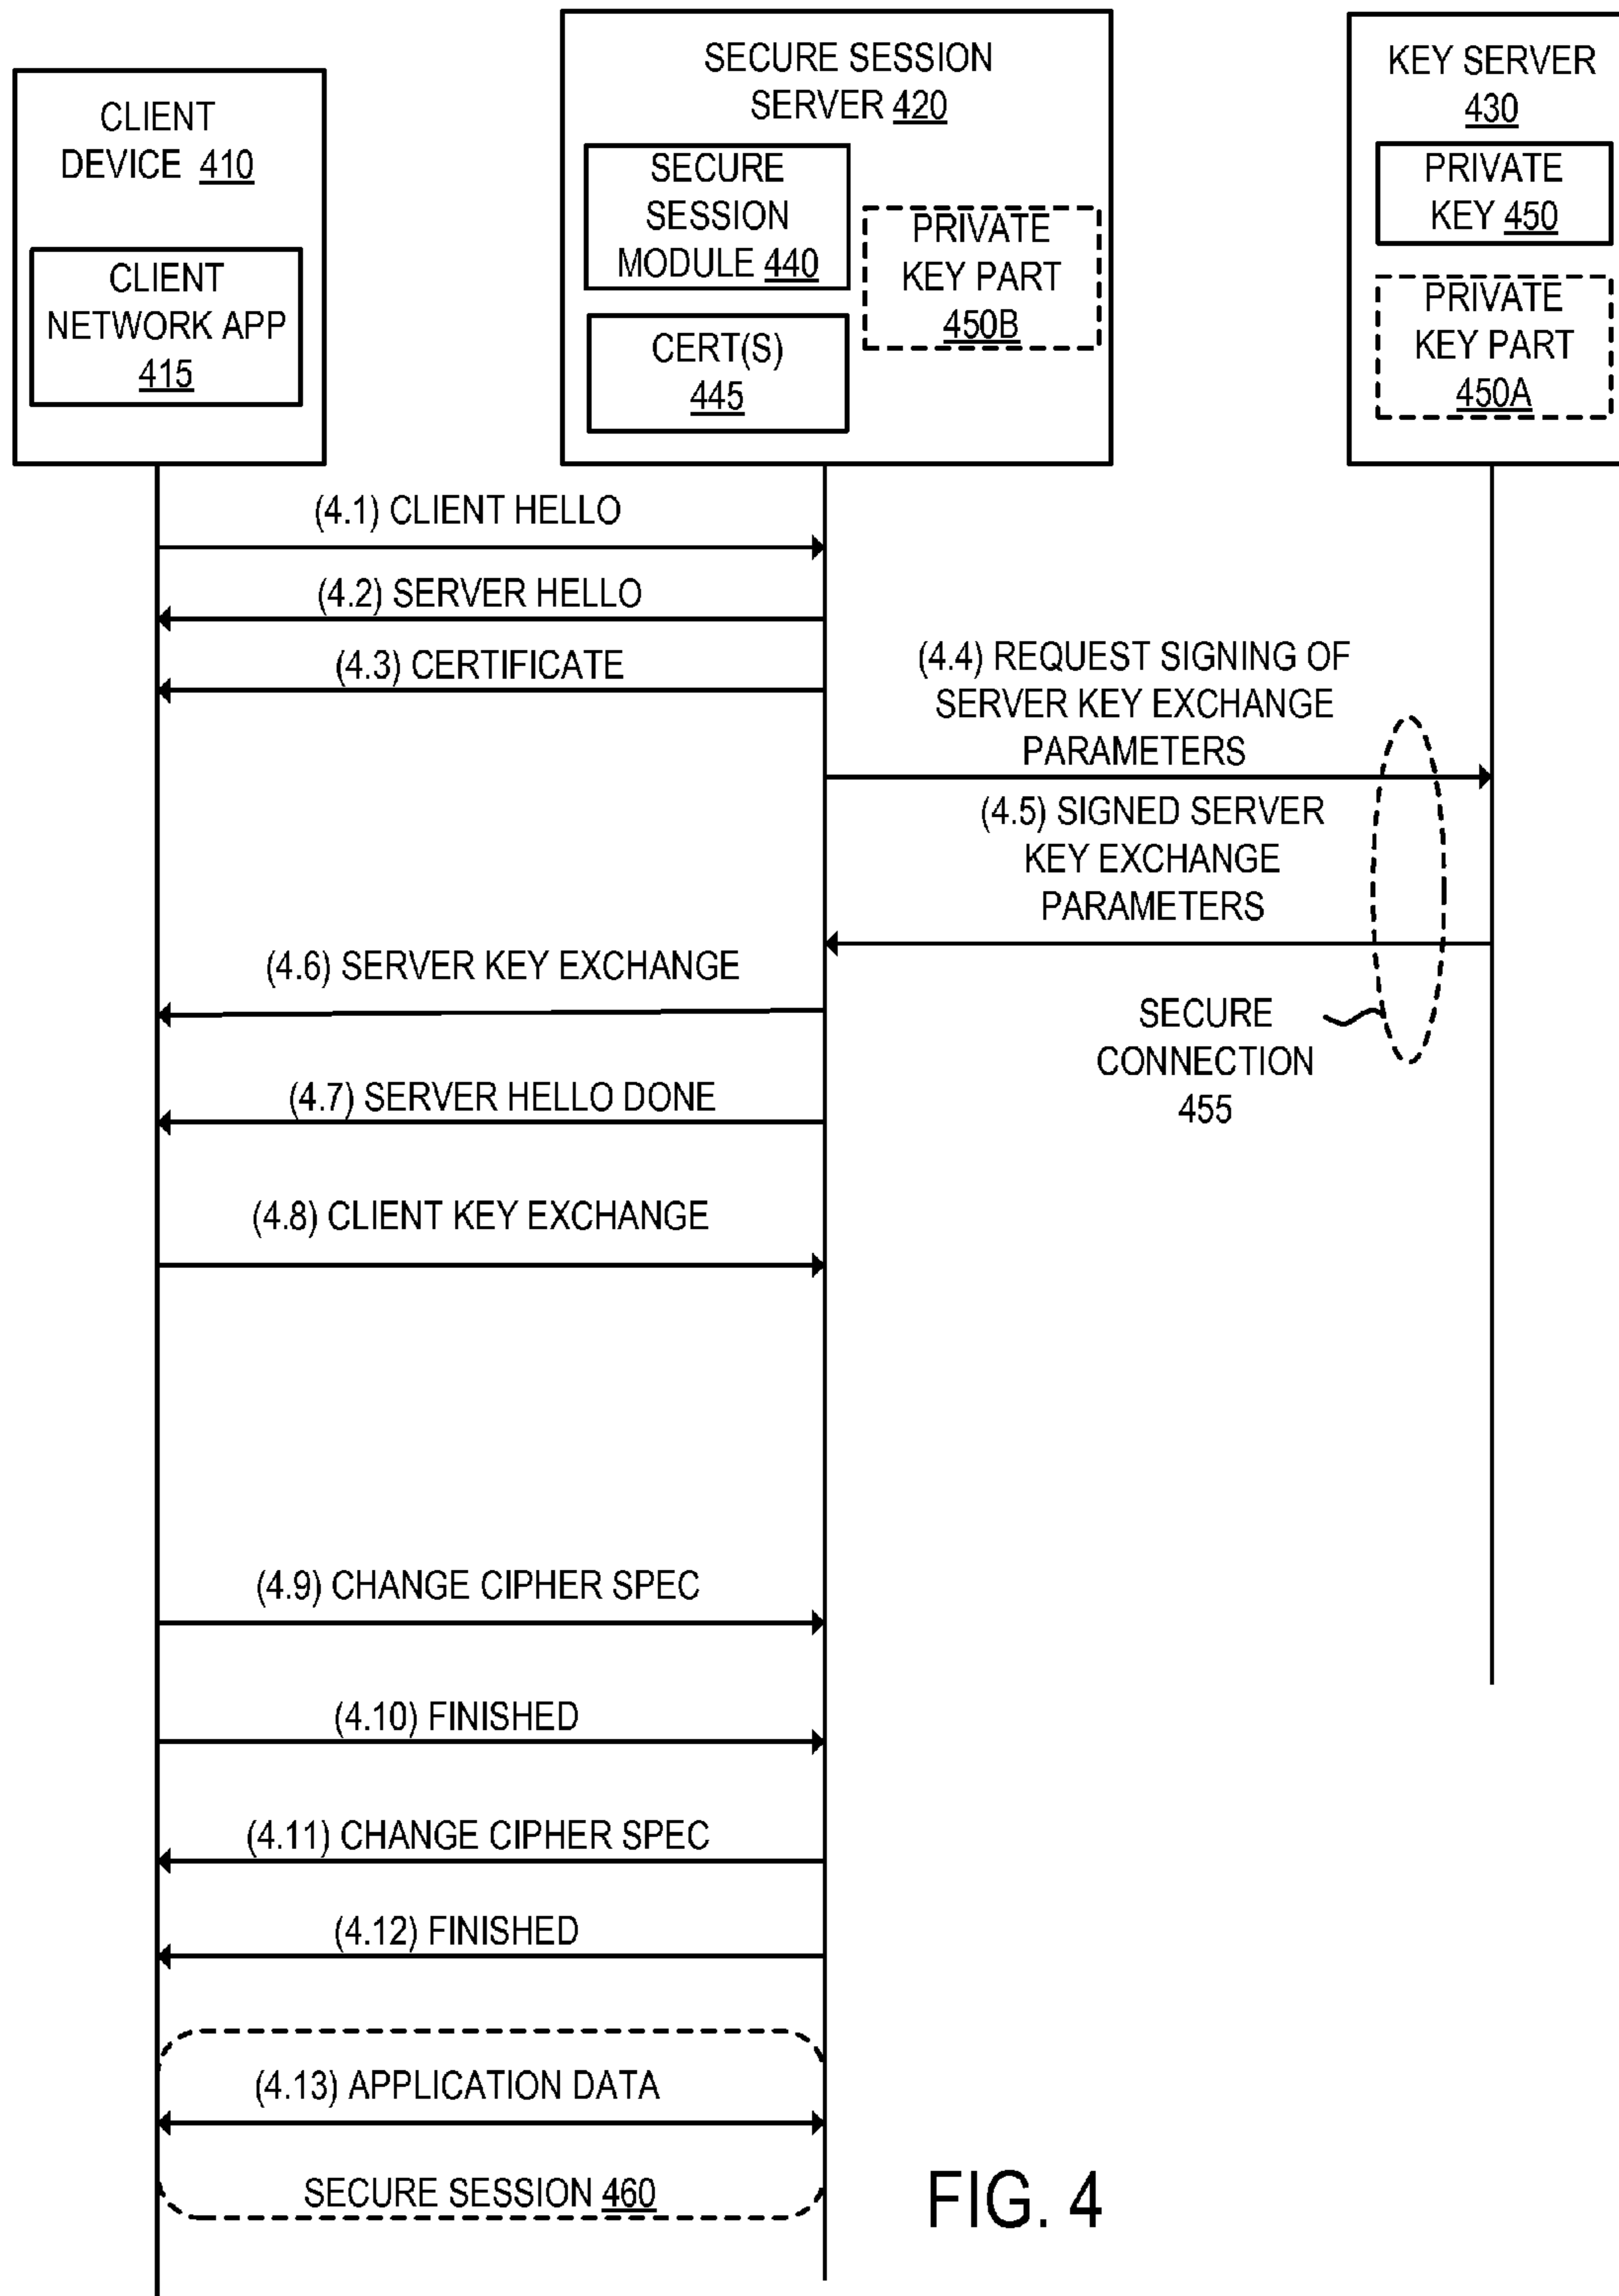 CLIENT
DEVICE 410
CLIENT
NETWORK APP
415
SECURE SESSION
SERVER 420
SECURE
SESSION
MODULE 440
CERT(S)
445
PRIVATE
KEY PART
450B
KEY SERVER
430
PRIVATE
KEY 450
PRIVATE
KEY PART
450A
(4.1) CLIENT HELLO
(4.2) SERVER HELLO
(4.3) CERTIFICATE
(4.4) REQUEST SIGNING OF
SERVER KEY EXCHANGE
PARAMETERS
(4.5) SIGNED SERVER
KEY EXCHANGE
PARAMETERS
(4.6) SERVER KEY EXCHANGE
SECURE
CONNECTION
455
(4.7) SERVER HELLO DONE
(4.8) CLIENT KEY EXCHANGE
(4.9) CHANGE CIPHER SPEC
(4.10) FINISHED
(4.11) CHANGE CIPHER SPEC
(4.12) FINISHED
(4.13) APPLICATION DATA
SECURE SESSION 460
FIG. 4